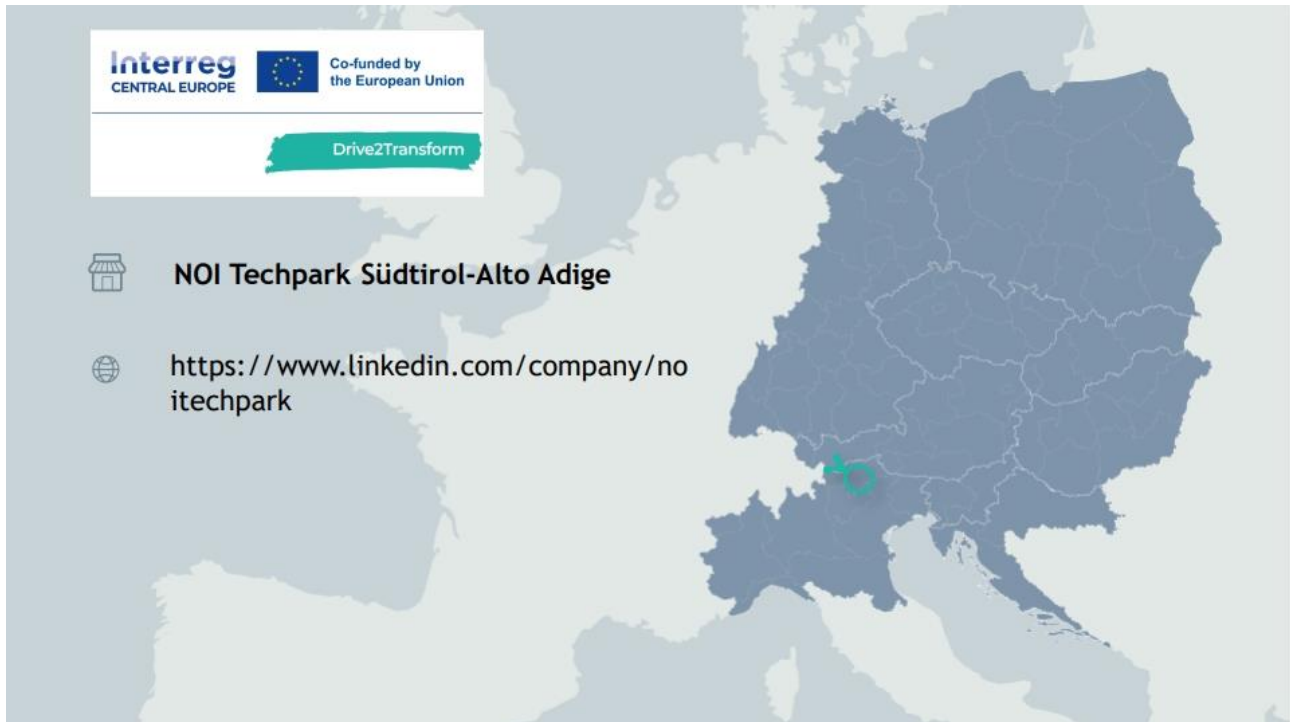 Interreg
CENTRAL EUROPE
Co-funded by
the European Union
Drive2Transform
NOI Techpark Südtirol-Alto Adige
https://www.linkedin.com/company/no
itechpark